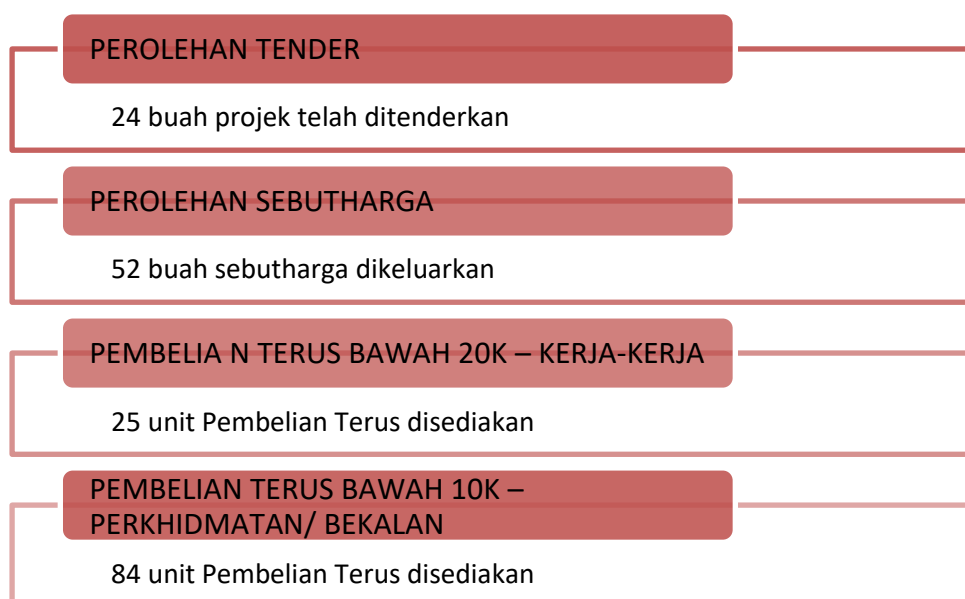 PEROLEHAN TENDER
24 buah projek telah ditenderkan
PEROLEHAN SEBUTHARGA
52 buah sebutharga dikeluarkan
PEMBELIA N TERUS BAWAH 20K – KERJA-KERJA
25 unit Pembelian Terus disediakan
PEMBELIAN TERUS BAWAH 10K –
PERKHIDMATAN/ BEKALAN
84 unit Pembelian Terus disediakan